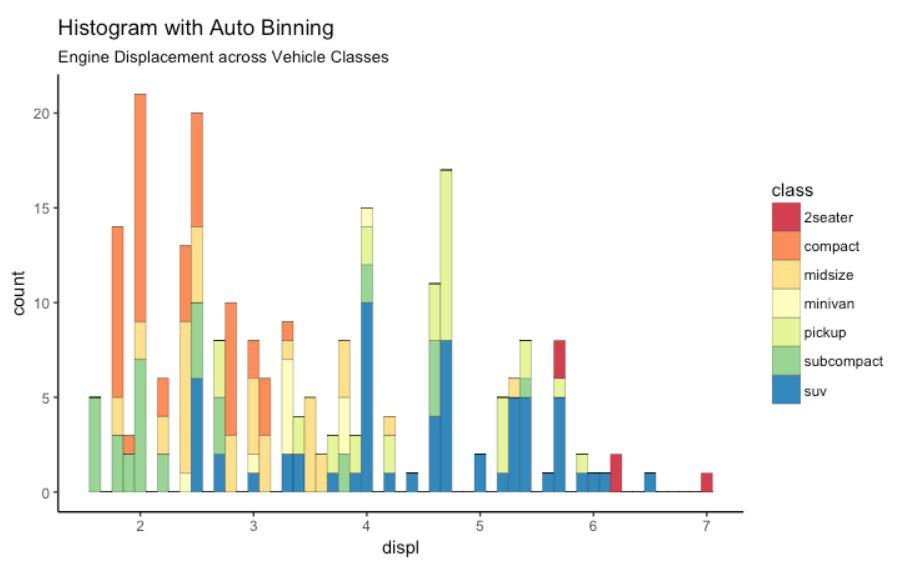 Histogram with Auto Binning
Engine Displacement across Vehicle Classes
count
20
15
10
5
0
2 3 4 5 6 7
displ
class
2seater
compact
midsize
minivan
pickup
subcompact
suv